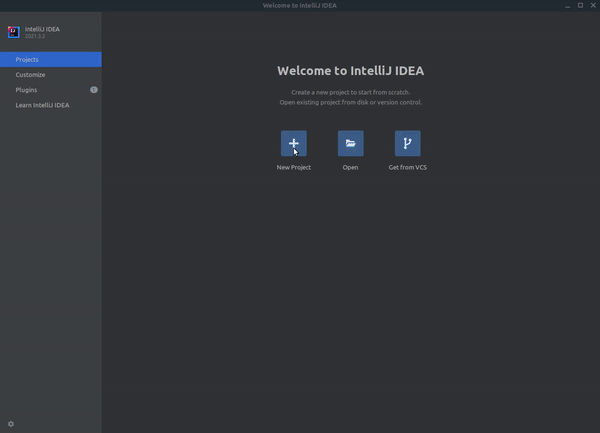 Welcome to IntelliJ IDEA
IntelliJ IDEA
2021.3.2
Projects
Customize
Plugins
Learn IntelliJ IDEA
Welcome to IntelliJ IDEA
Create a new project to start from scratch.
Open existing project from disk or version control.
New Project
Open
Get from VCS